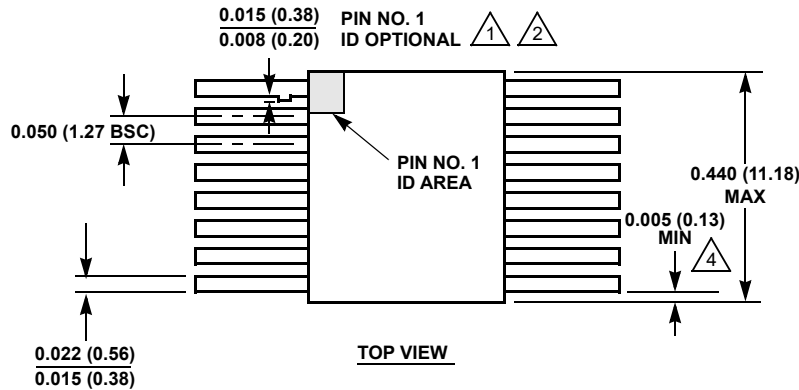 0.015 (0.38)
0.008 (0.20)
PIN NO. 1
ID OPTIONAL 1 2
0.050 (1.27 BSC)
PIN NO. 1
ID AREA
0.440 (11.18)
MAX
0.005 (0.13)
MIN
4
0.022 (0.56)
0.015 (0.38)
TOP VIEW